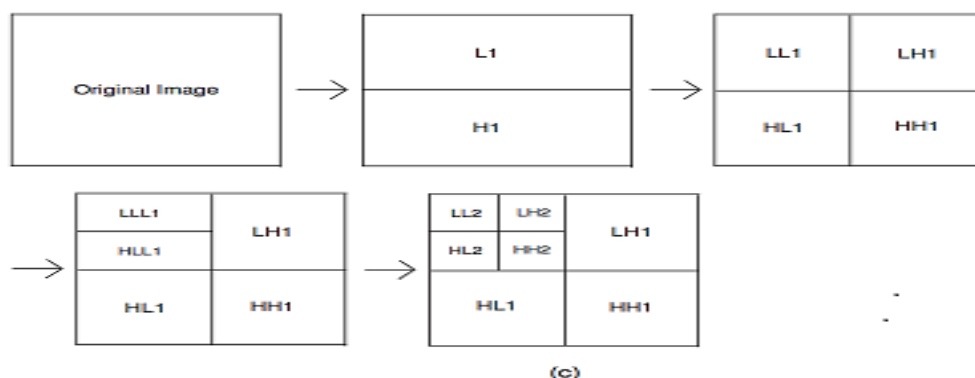 Original Image
L1
H1
LL1 LH1
HL1 HH1
LLL1
HLL1
LH1
HL1 HH1
LL2 LH2
HL2 HH2
LH1
HL1 HH1
(c)